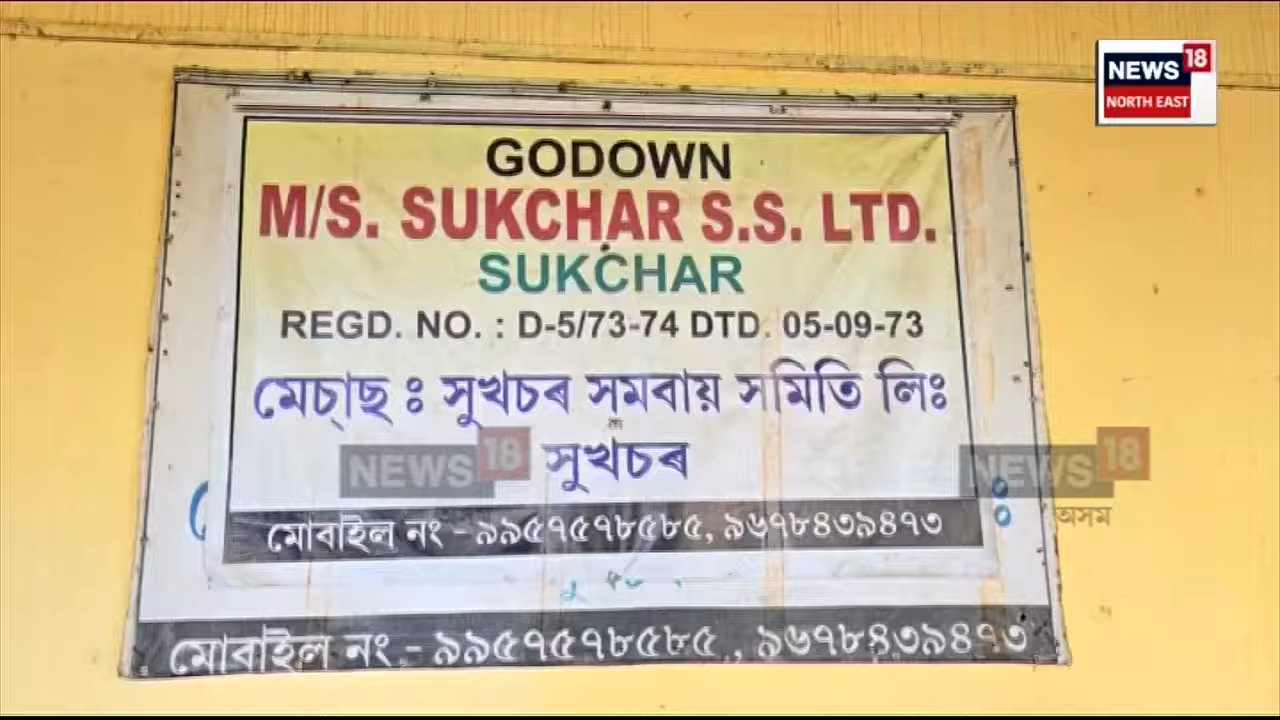 NEWS 18
NORTH EAST
GODOWN
M/S. SUKCHAR S.S. LTD.
SUKCHAR
REGD. NO. : D-5/73-74 DTD. 05-09-73
মেচাৰ্ছ ঃ সুখচৰ সমবায় সমিতি লিঃ
সুখচৰ
NEWS 18
NEWS 18
অসম
মোবাইল নং - ৯৯৫৭৫৭৮৫৮৫, ৯৬৭৮৪৩৯৪৭৩
মোবাইল নং - ৯৯৫৭৫৭৮৫৮৫, ৯৬৭৮৪৩৯৪৭৩